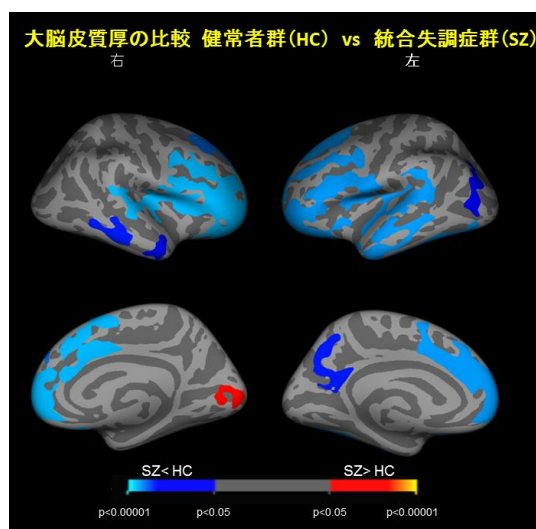 大脳皮質厚の比較 健常者群(HC) vs 統合失調症群(SZ)
右 左
SZ< HC SZ> HC
p<0.00001 p<0.05 p<0.05 p<0.00001